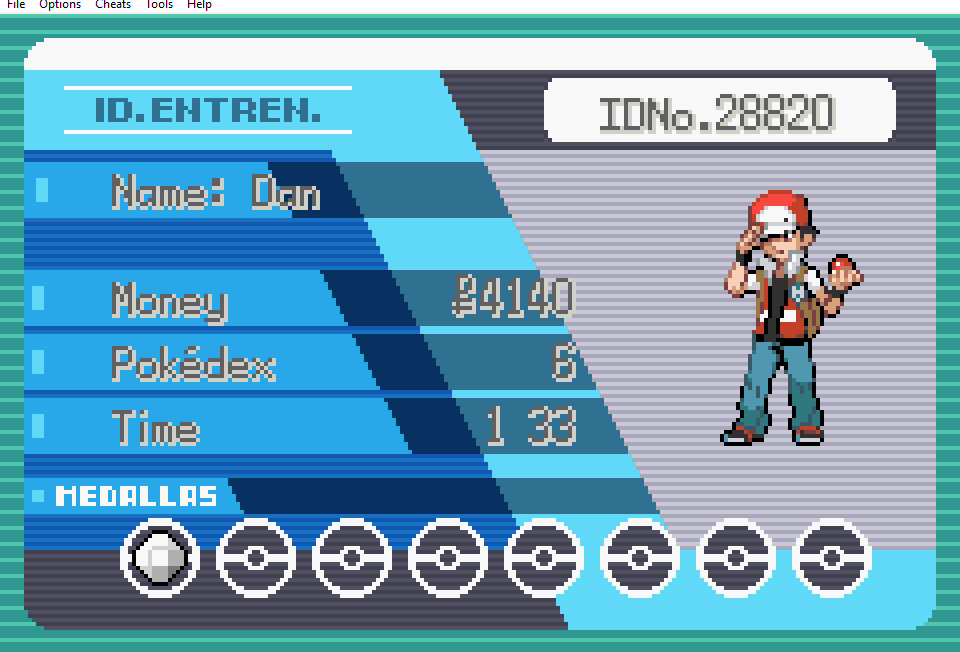 File Options Cheats Tools Help
ID.ENTREN.
IDNo.28820
Name: Dan
Money ₽4140
Pokédex 6
Time 1 33
MEDALLAS